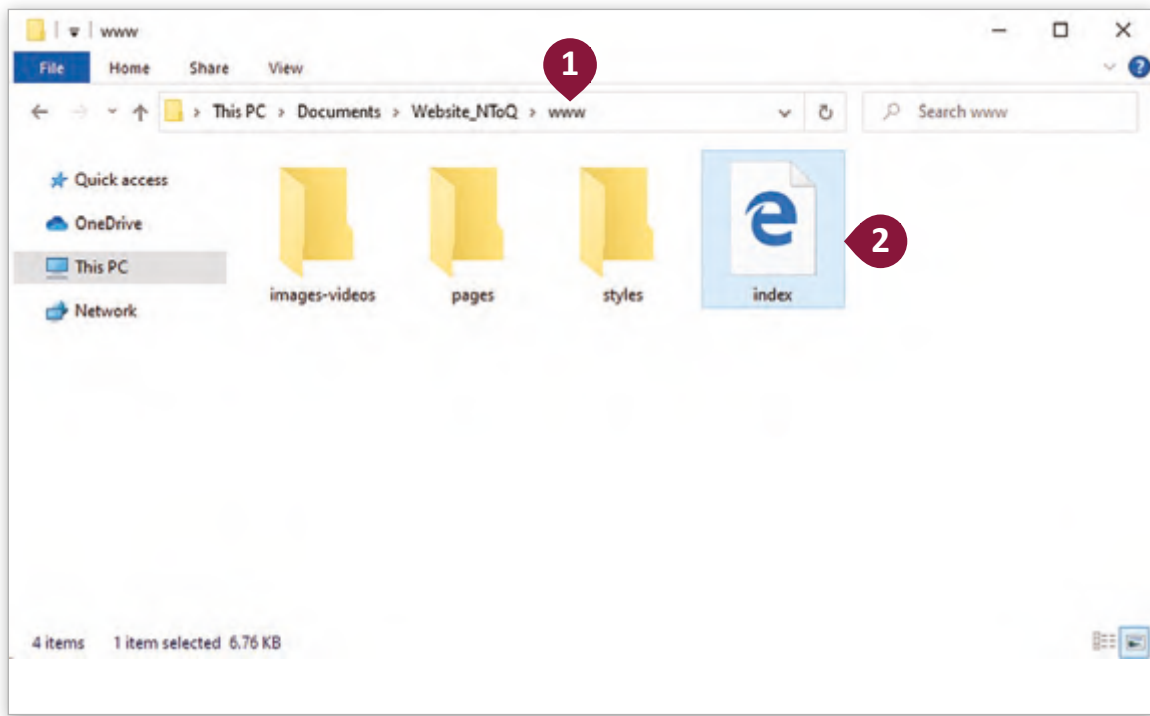 www
File Home Share View
1
This PC > Documents > Website_NToQ > www
Search www
Quick access
OneDrive
This PC
Network
images-videos pages styles index
2
4 items 1 item selected 6.76 KB